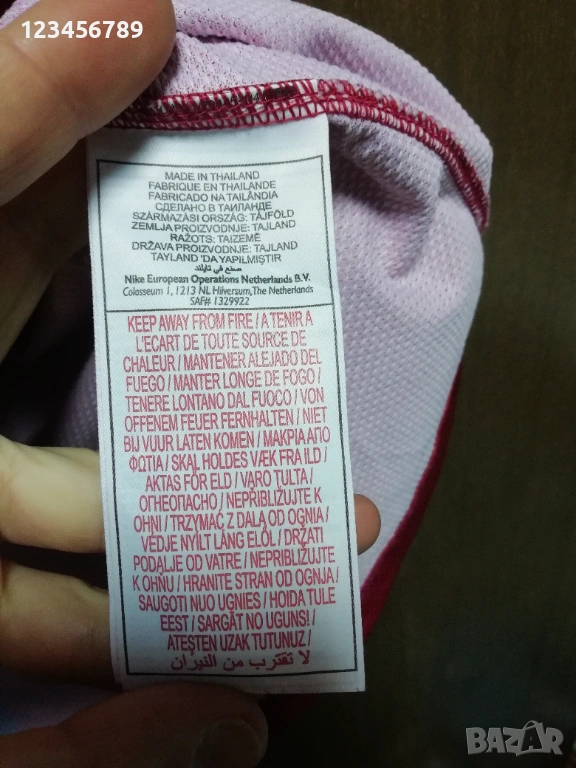 123456789
MADE IN THAILAND
FABRIQUE EN THAILANDE
FABRICADO NA TAILÂNDIA
СДЕЛАНО В ТАИЛАНДЕ
SZÁRMAZÁSI ORSZÁG: TÁJFÖLD
ZEMLJA PROIZVODNJE: TAJLAND
RAŽOTS: TAIZEMĒ
DRŽAVA PROIZVODNJE: TAJLAND
TAYLAND 'DA YAPILMIŞTIR
صنع في تايلند
Nike European Operations Netherlands B.V.
Colosseum 1, 1213 NL Hilversum,The Netherlands
SAF# 1329922
KEEP AWAY FROM FIRE / A TENIR A
L'ECART DE TOUTE SOURCE DE
CHALEUR / MANTENER ALEJADO DEL
FUEGO / MANTER LONGE DE FOGO /
TENERE LONTANO DAL FUOCO / VON
OFFENEM FEUER FERNHALTEN / NIET
BIJ VUUR LATEN KOMEN / ΜΑΚΡΙΑ ΑΠΟ
ΦΩΤΙΑ / SKAL HOLDES VÆK FRA ILD /
AKTAS FÖR ELD / VARO TULTA /
ОГНЕОПАСНО / NEPŘIBLIŽUJTE K
OHNI / TRZYMAĆ Z DALA OD OGNIA /
VÉDJE NYÍLT LÁNG ELŐL / DRŽATI
PODALJE OD VATRE / NEPRIBLIŽUJTE
K OHŇU / HRANITE STRAN OD OGNJA /
SAUGOTI NUO UGNIES / HOIDA TULE
EEST / SARGĀT NO UGUNS! /
ATEŞTEN UZAK TUTUNUZ /
لا تقترب من النيران
BAZAR